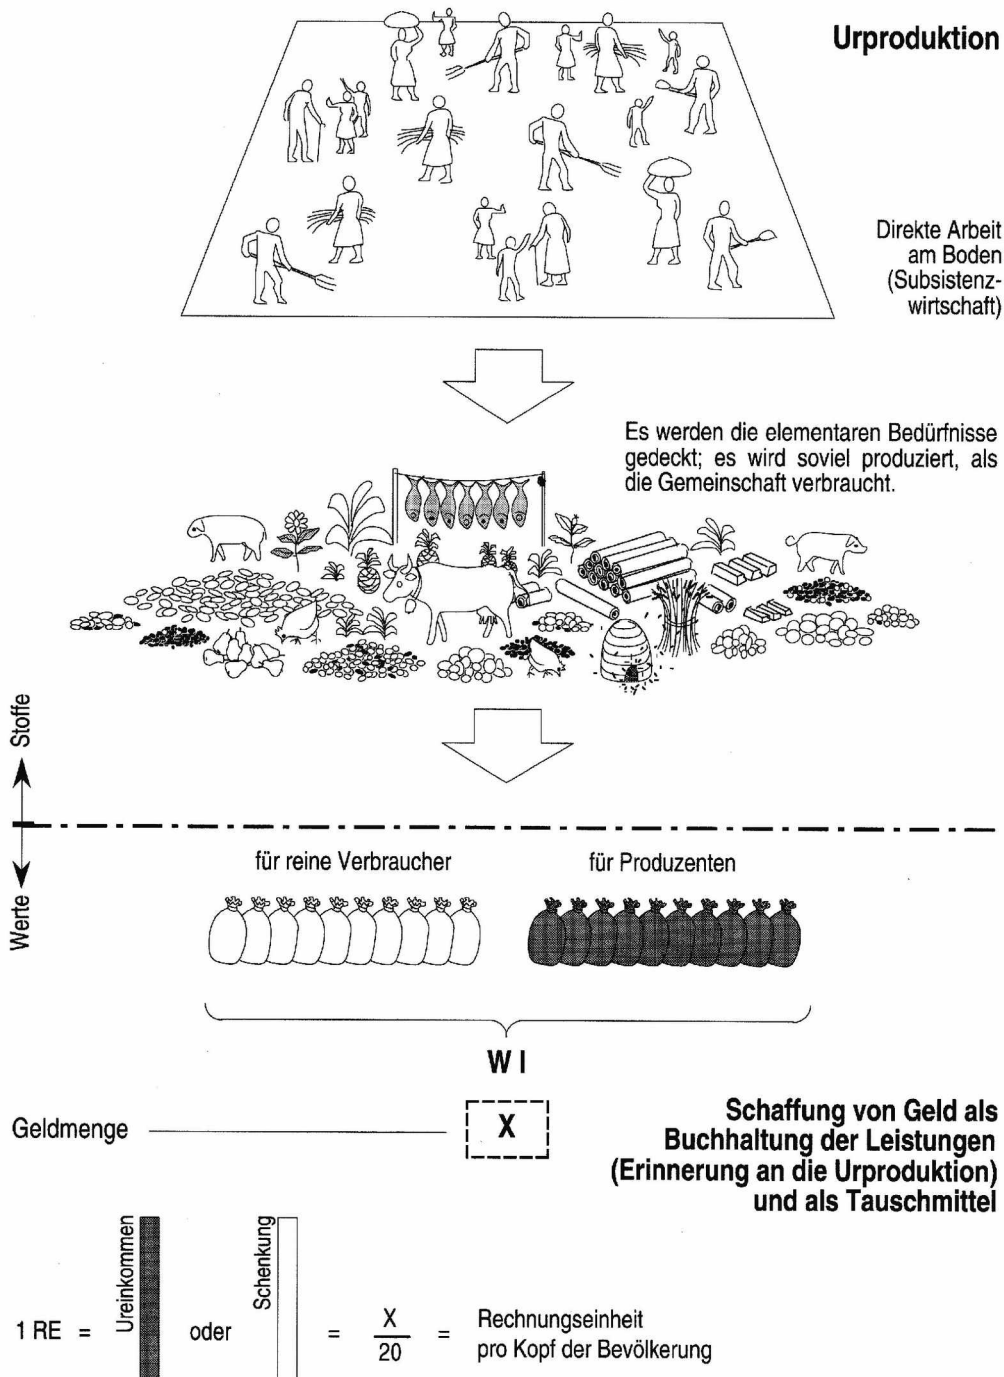 Urproduktion
Direkte Arbeit
am Boden
(Subsistenz-
wirtschaft)
Es werden die elementaren Bedürfnisse
gedeckt; es wird soviel produziert, als
die Gemeinschaft verbraucht.
Stoffe
Werte
für reine Verbraucher
für Produzenten
W I
Geldmenge
X
Schaffung von Geld als
Buchhaltung der Leistungen
(Erinnerung an die Urproduktion)
und als Tauschmittel
1 RE = Ureinkommen oder Schenkung = X/20 = Rechnungseinheit
pro Kopf der Bevölkerung